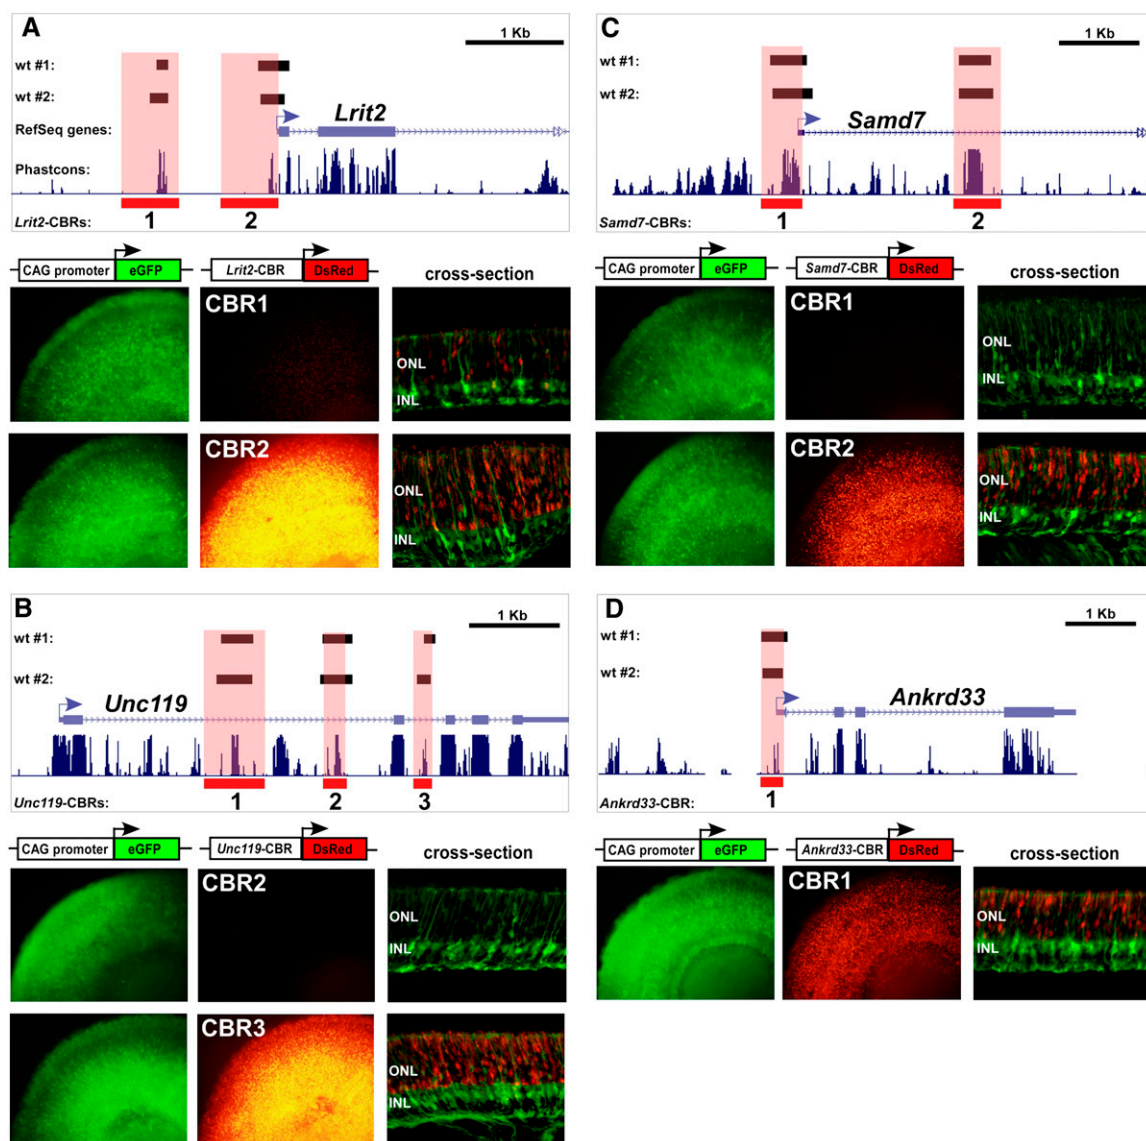 A
1 Kb
wt #1:
wt #2:
Lrit2
RefSeq genes:
Phastcons:
Lrit2-CBRs:
1 2
CAG promoter eGFP Lrit2-CBR DsRed cross-section
CBR1
ONL
INL
CBR2
ONL
INL
B
1 Kb
wt #1:
wt #2:
Unc119
Unc119-CBRs:
1 2 3
CAG promoter eGFP Unc119-CBR DsRed cross-section
CBR2
ONL
INL
CBR3
ONL
INL
C
1 Kb
wt #1:
wt #2:
Samd7
Samd7-CBRs:
1 2
CAG promoter eGFP Samd7-CBR DsRed cross-section
CBR1
ONL
INL
CBR2
ONL
INL
D
1 Kb
wt #1:
wt #2:
Ankrd33
Ankrd33-CBR:
1
CAG promoter eGFP Ankrd33-CBR DsRed cross-section
CBR1
ONL
INL